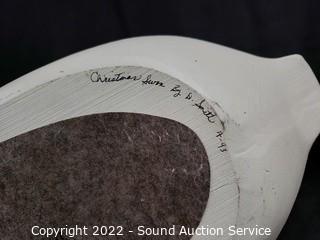 Christmas Swan By D. Smith 4-93
Copyright 2022 - Sound Auction Service